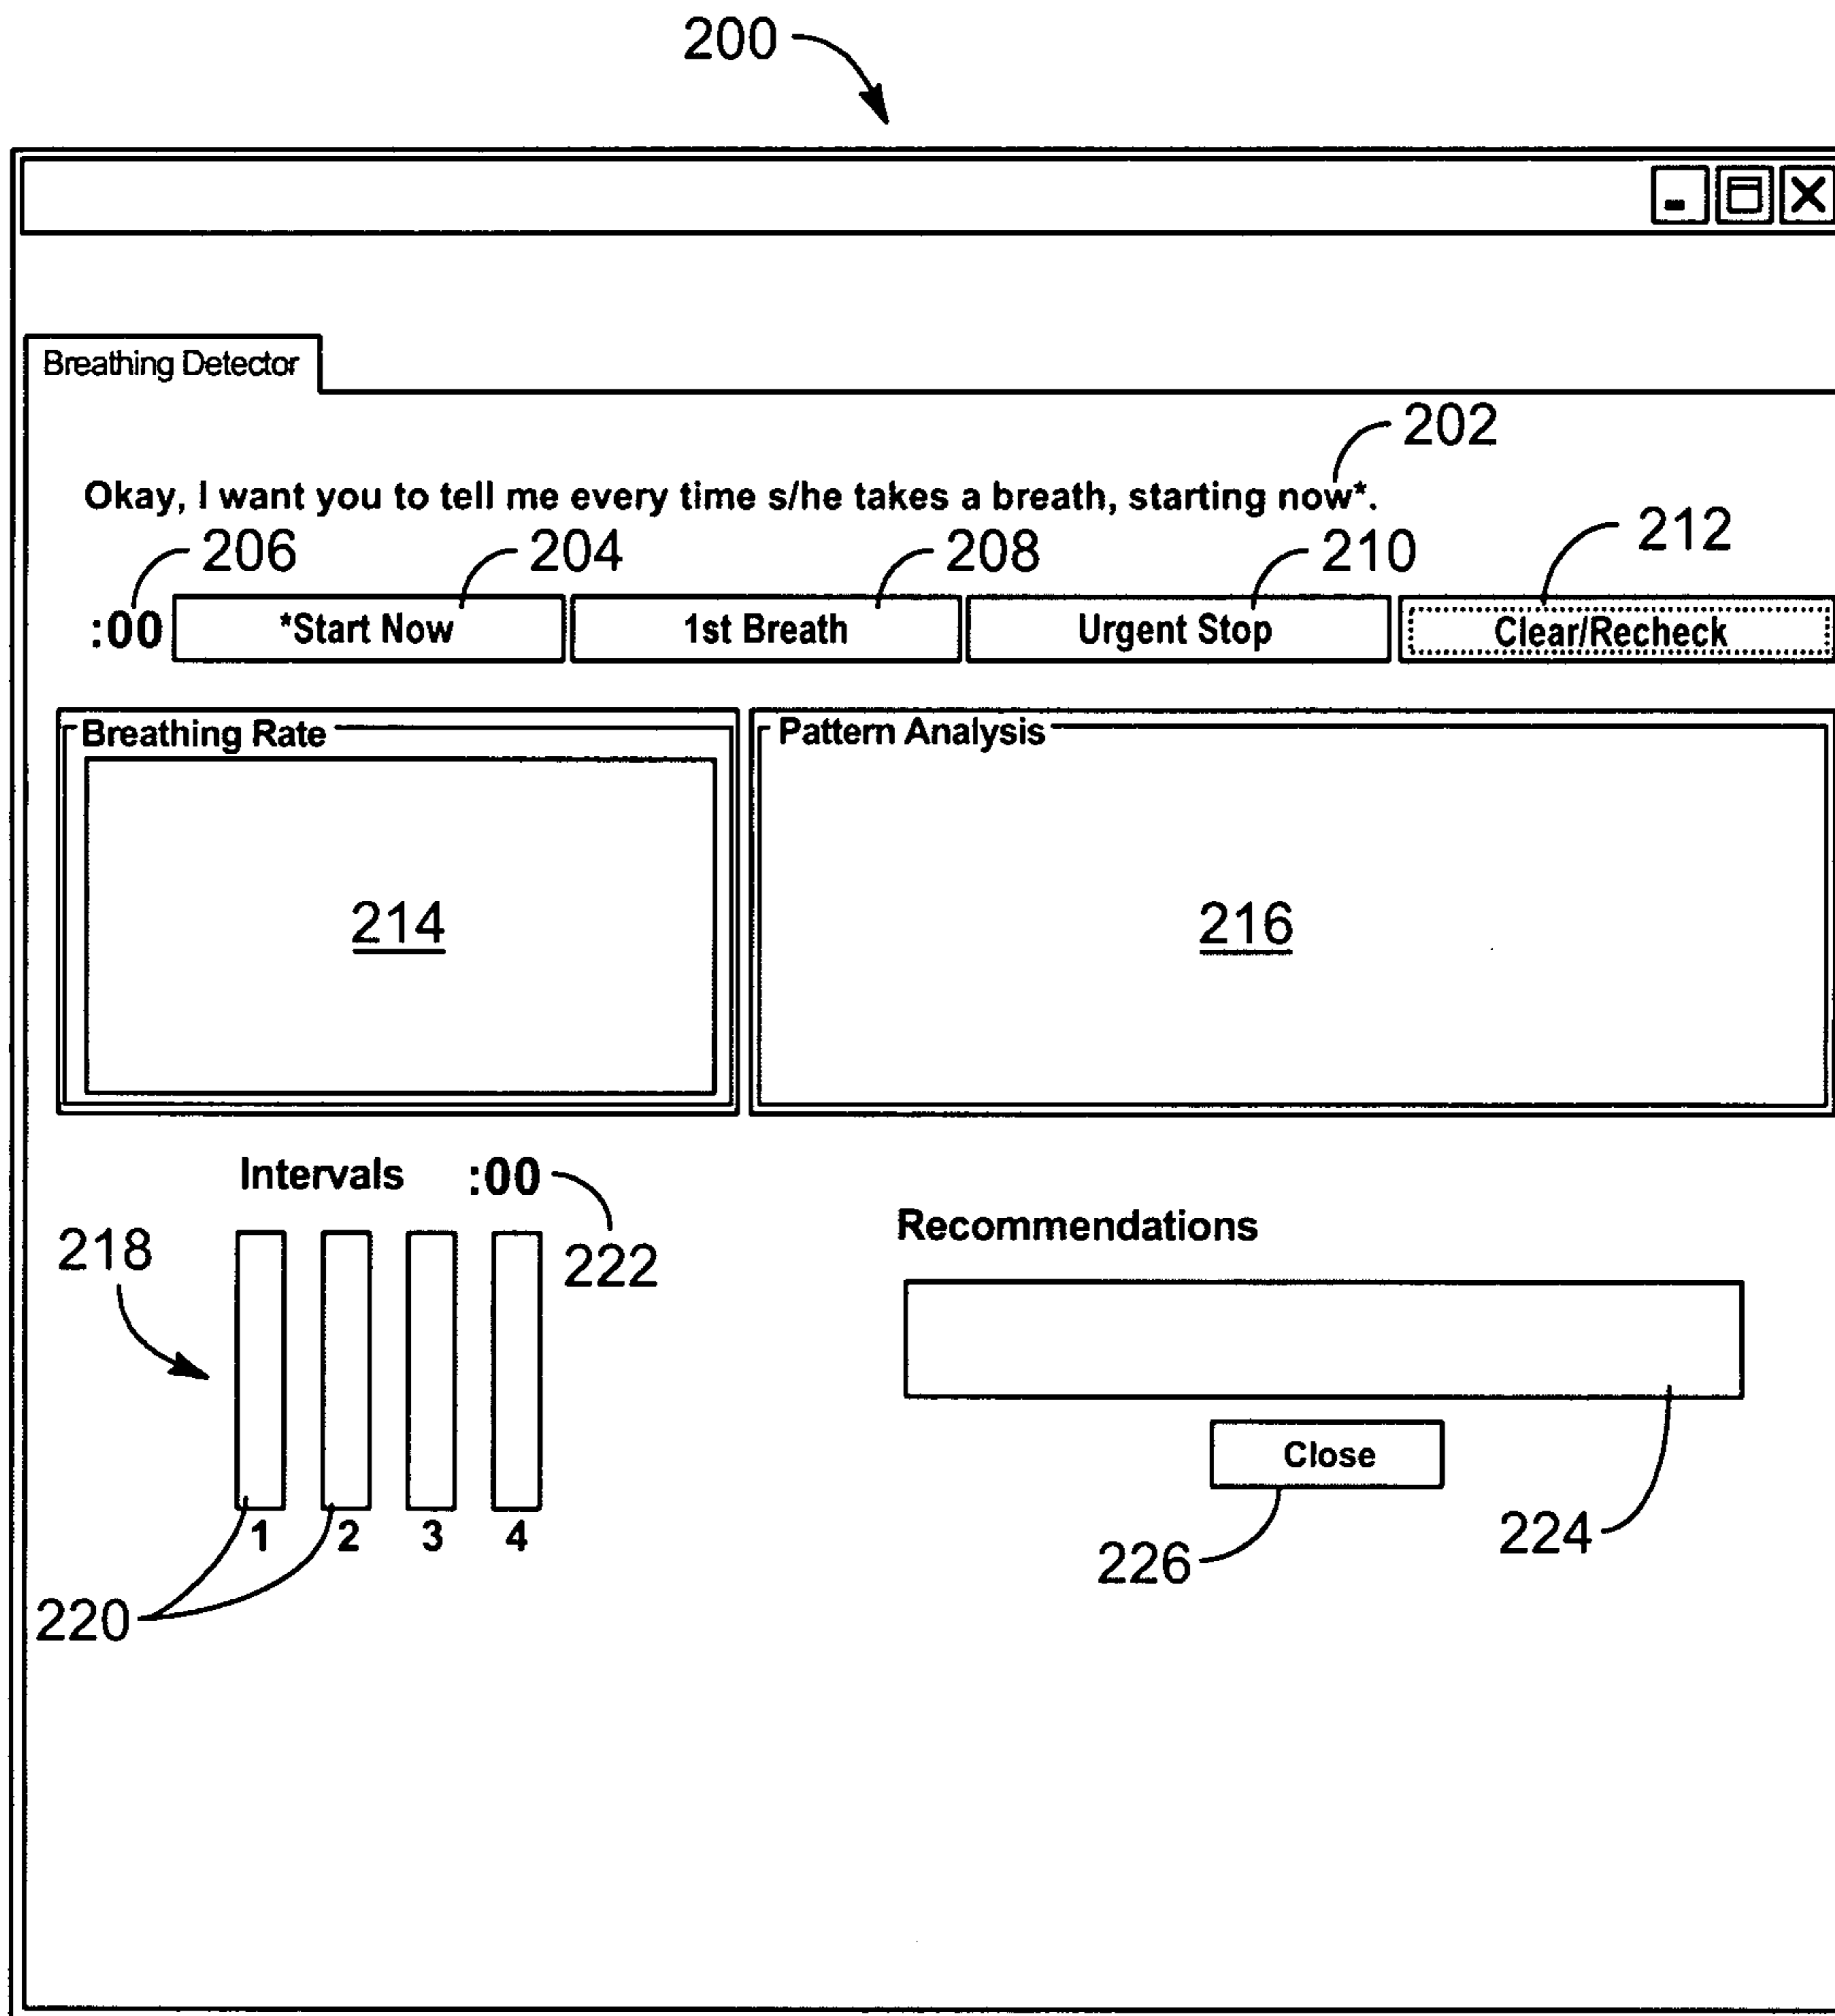 200
Breathing Detector
202
Okay, I want you to tell me every time s/he takes a breath, starting now*.
206 204 208 210 212
:00 *Start Now 1st Breath Urgent Stop Clear/Recheck
Breathing Rate Pattern Analysis
214 216
Intervals :00
Recommendations
218 222
Close
1 2 3 4 224
226
220